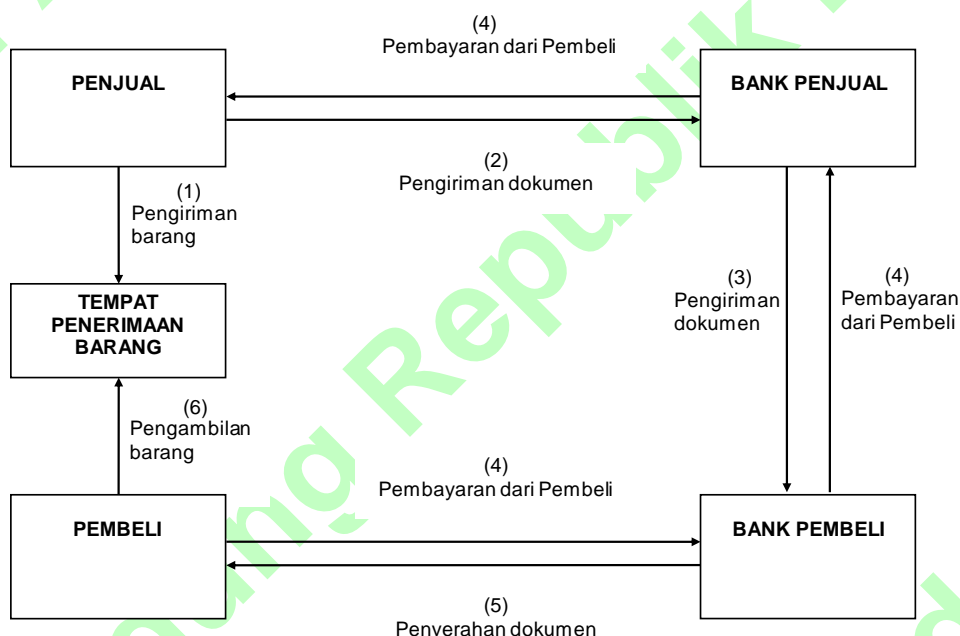 (4)
Pembayaran dari Pembeli
PENJUAL
BANK PENJUAL
(2)
Pengiriman dokumen
(1)
Pengiriman
barang
(3)
Pengiriman
dokumen
(4)
Pembayaran
dari Pembeli
TEMPAT
PENERIMAAN
BARANG
(6)
Pengambilan
barang
(4)
Pembayaran dari Pembeli
PEMBELI
BANK PEMBELI
(5)
Penyerahan dokumen
Republik